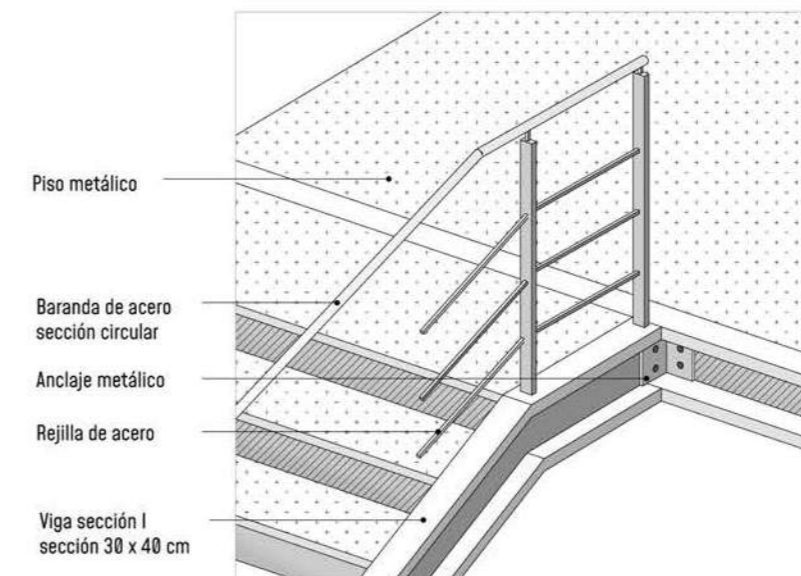 Piso metálico
Baranda de acero
sección circular
Anclaje metálico
Rejilla de acero
Viga sección I
sección 30 x 40 cm